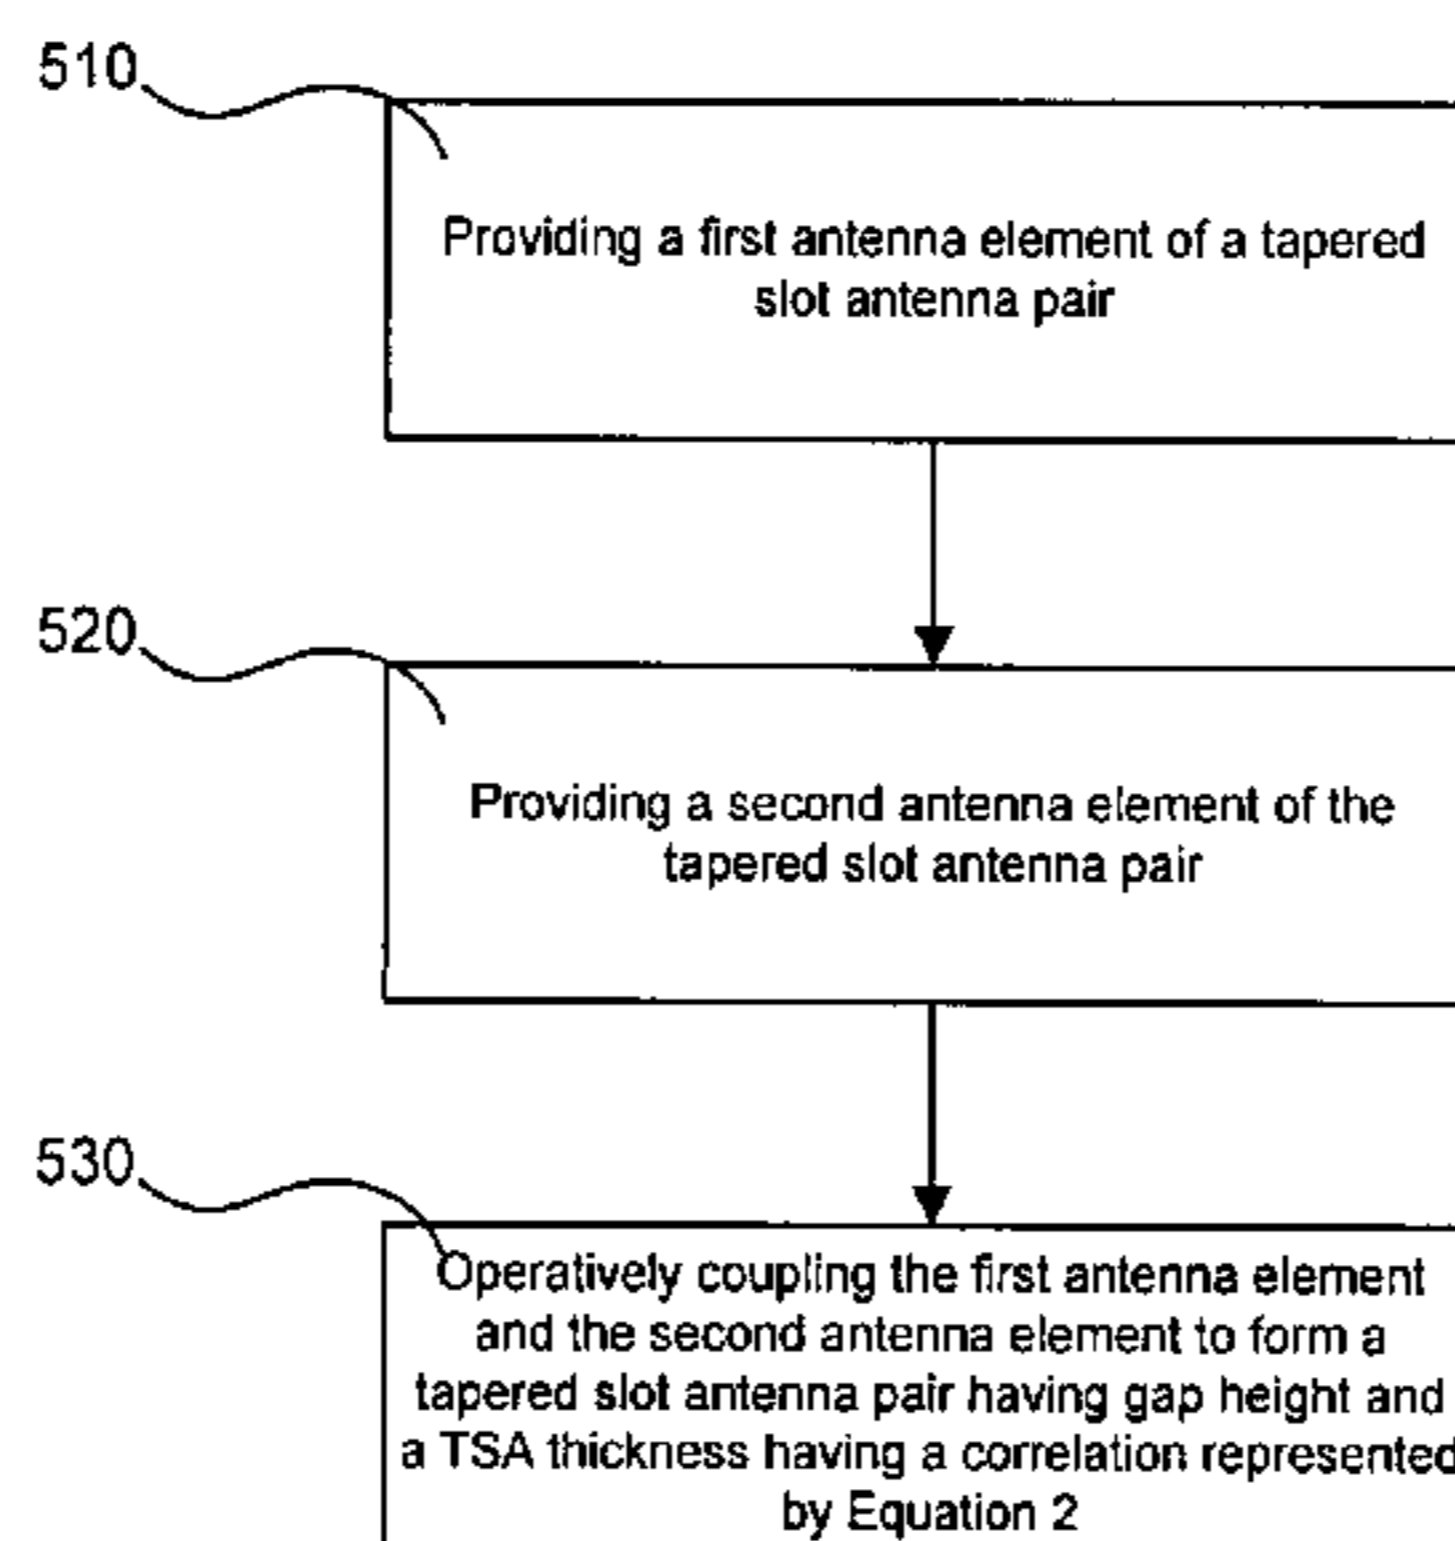 510
Providing a first antenna element of a tapered
slot antenna pair
520
Providing a second antenna element of the
tapered slot antenna pair
530
Operatively coupling the first antenna element
and the second antenna element to form a
tapered slot antenna pair having gap height and
a TSA thickness having a correlation represented
by Equation 2